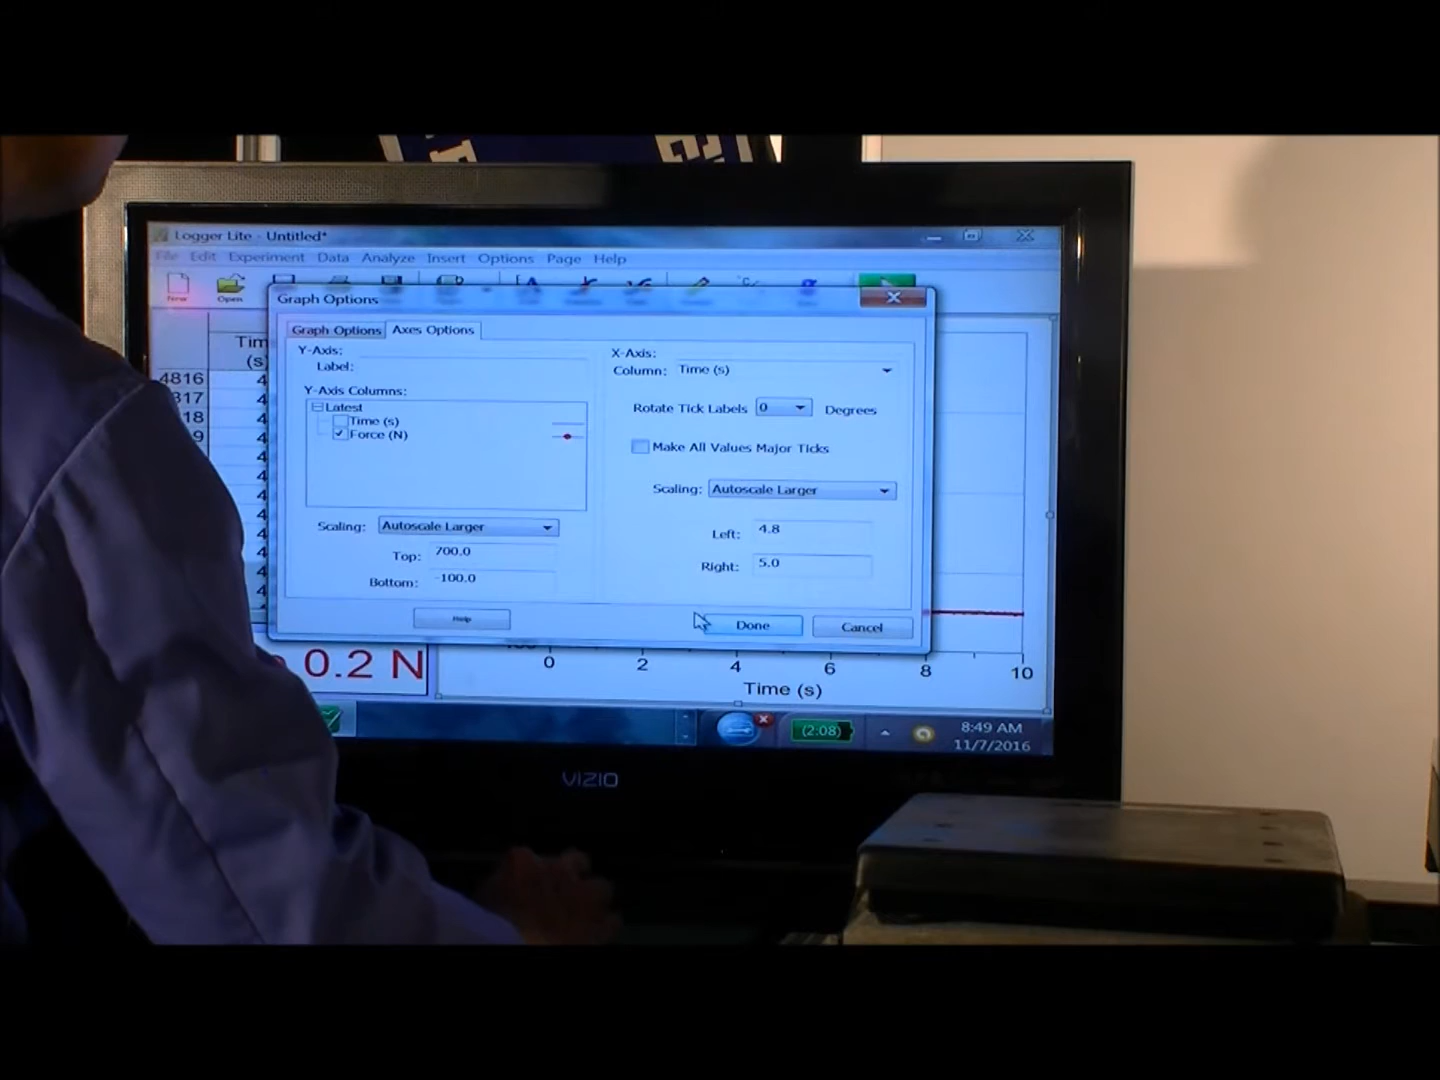 Logger Lite - Untitled*
File Edit Experiment Data Analyze Insert Options Page Help
New Open
Graph Options
Graph Options Axes Options
Y-Axis:
Label:
Y-Axis Columns:
Latest
Time (s)
Force (N)
Scaling: Autoscale Larger
Top: 700.0
Bottom: -100.0
X-Axis:
Column: Time (s)
Rotate Tick Labels 0 Degrees
Make All Values Major Ticks
Scaling: Autoscale Larger
Left: 4.8
Right: 5.0
Help Done Cancel
(s)
4816
0.2 N
0 2 4 6 8 10
Time (s)
(2:08)
8:49 AM
11/7/2016
VIZIO